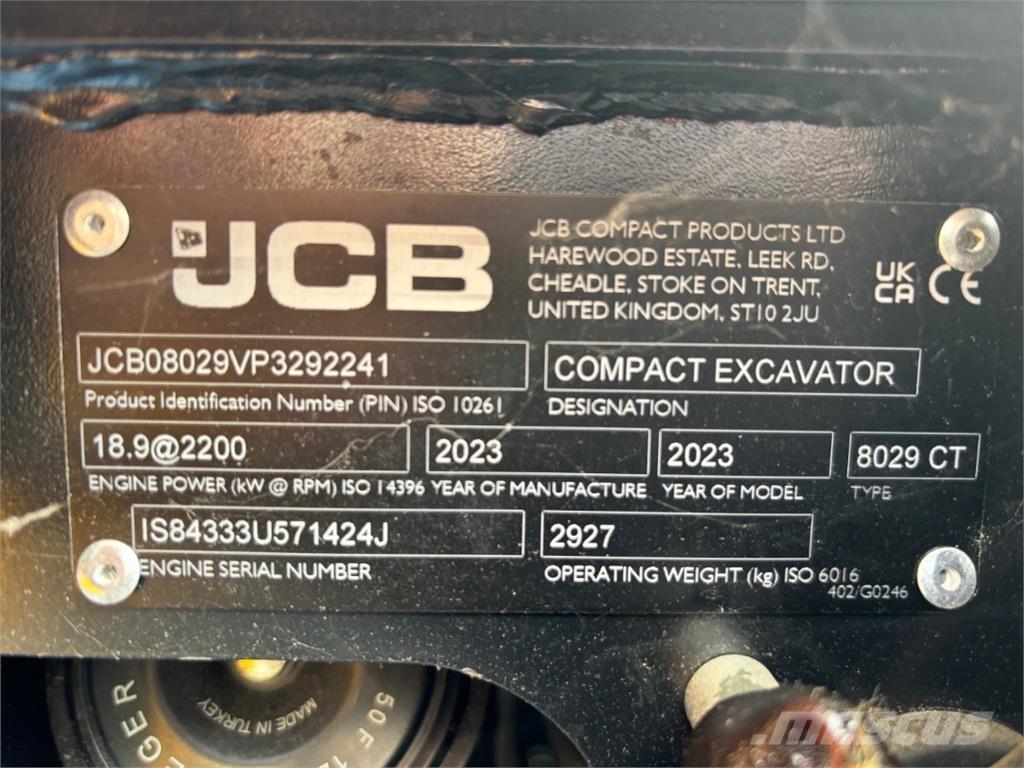 JCB
JCB COMPACT PRODUCTS LTD
HAREWOOD ESTATE, LEEK RD,
CHEADLE, STOKE ON TRENT,
UNITED KINGDOM, ST10 2JU
UK
CA
CE
JCB08029VP3292241
Product Identification Number (PIN) ISO 10261
COMPACT EXCAVATOR
DESIGNATION
18.9@2200
ENGINE POWER (kW @ RPM) ISO 14396
2023
YEAR OF MANUFACTURE
2023
YEAR OF MODEL
8029 CT
TYPE
IS84333U571424J
ENGINE SERIAL NUMBER
2927
OPERATING WEIGHT (kg) ISO 6016
402/G0246
MADE IN TURKEY
50F
mascus